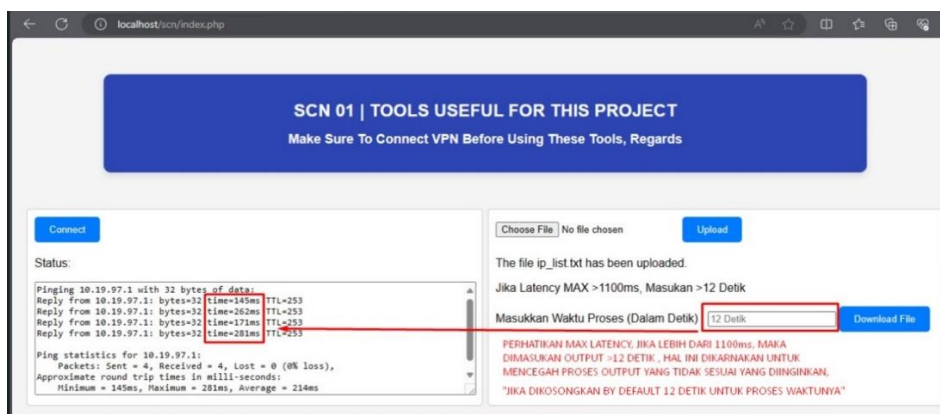 localhost/scn/index.php
SCN 01 | TOOLS USEFUL FOR THIS PROJECT
Make Sure To Connect VPN Before Using These Tools, Regards
Connect
Status:
Pinging 10.19.97.1 with 32 bytes of data:
Reply from 10.19.97.1: bytes=32 time=145ms TTL=253
Reply from 10.19.97.1: bytes=32 time=262ms TTL=253
Reply from 10.19.97.1: bytes=32 time=171ms TTL=253
Reply from 10.19.97.1: bytes=32 time=281ms TTL=253
Ping statistics for 10.19.97.1:
Packets: Sent = 4, Received = 4, Lost = 0 (0% loss),
Approximate round trip times in milli-seconds:
Minimum = 145ms, Maximum = 281ms, Average = 214ms
Choose File No file chosen Upload
The file ip_list.txt has been uploaded.
Jika Latency MAX >1100ms, Masukan >12 Detik
Masukkan Waktu Proses (Dalam Detik) 12 Detik Download File
PERHATIKAN MAX LATENCY, JIKA LEBIH DARI 1100ms, MAKA
DIMASUKAN OUTPUT >12 DETIK , HAL INI DIKARNAKAN UNTUK
MENCEGAH PROSES OUTPUT YANG TIDAK SESUAI YANG DIINGINKAN,
"JIKA DIKOSONGKAN BY DEFAULT 12 DETIK UNTUK PROSES WAKTUNYA"